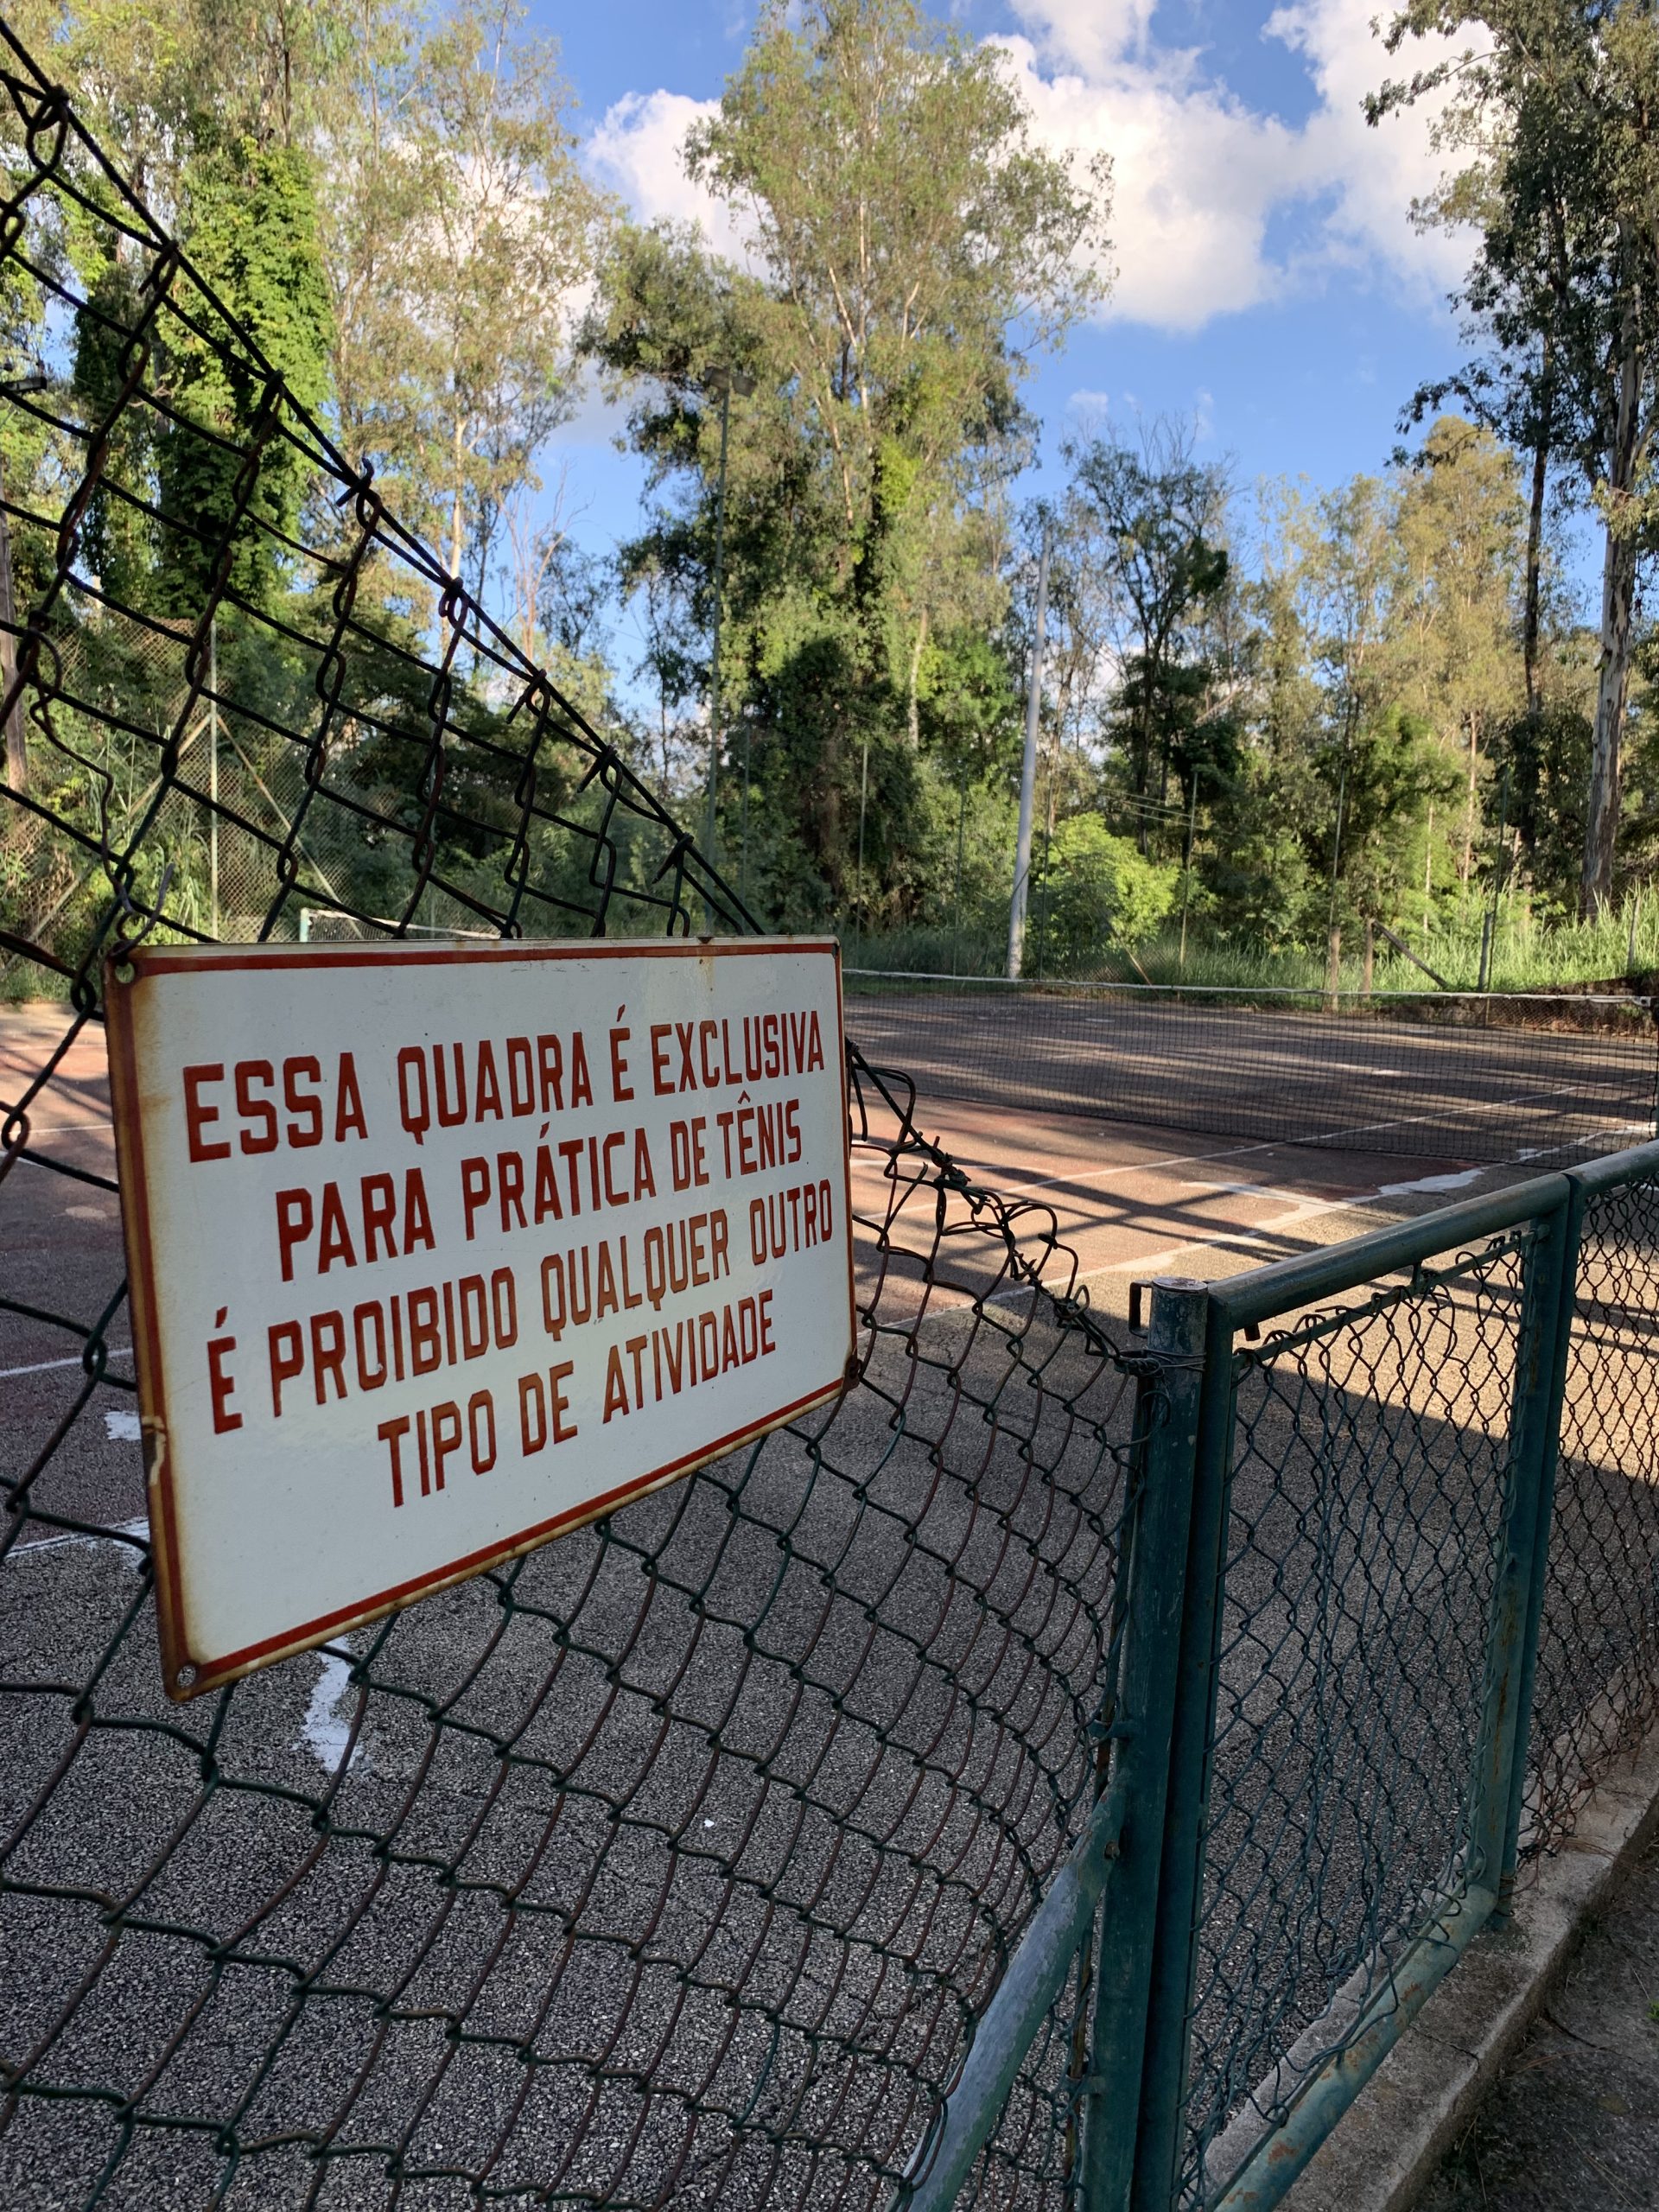 ESSA QUADRA É EXCLUSIVA
PARA PRÁTICA DE TÊNIS
É PROIBIDO QUALQUER OUTRO
TIPO DE ATIVIDADE